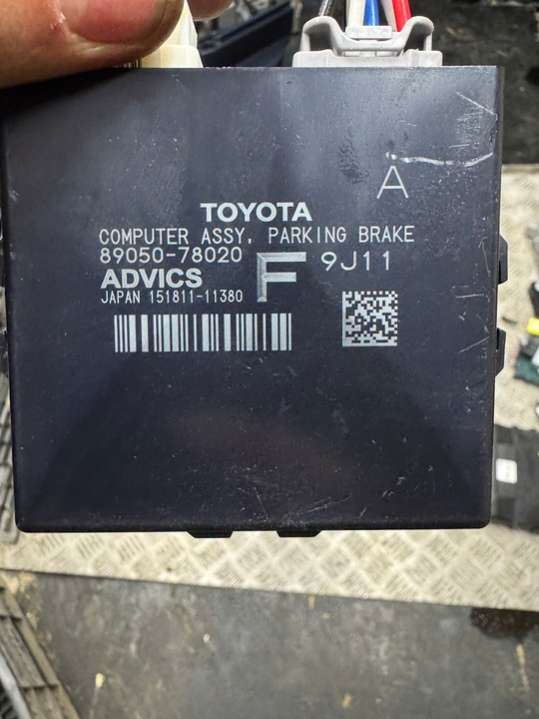 A
TOYOTA
COMPUTER ASSY, PARKING BRAKE
89050-78020
F 9J11
ADVICS
JAPAN 151811-11380